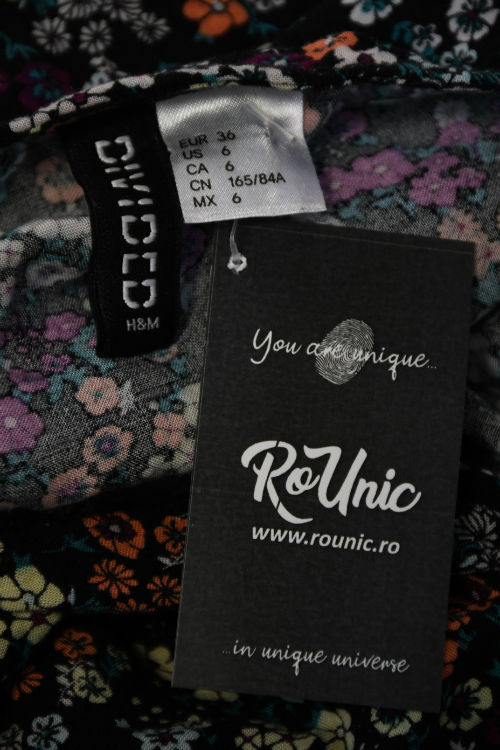 DIVIDED
H&M
EUR 36
US 6
CA 6
CN 165/84A
MX 6
You are unique...
RoUnic
www.rounic.ro
...in unique universe